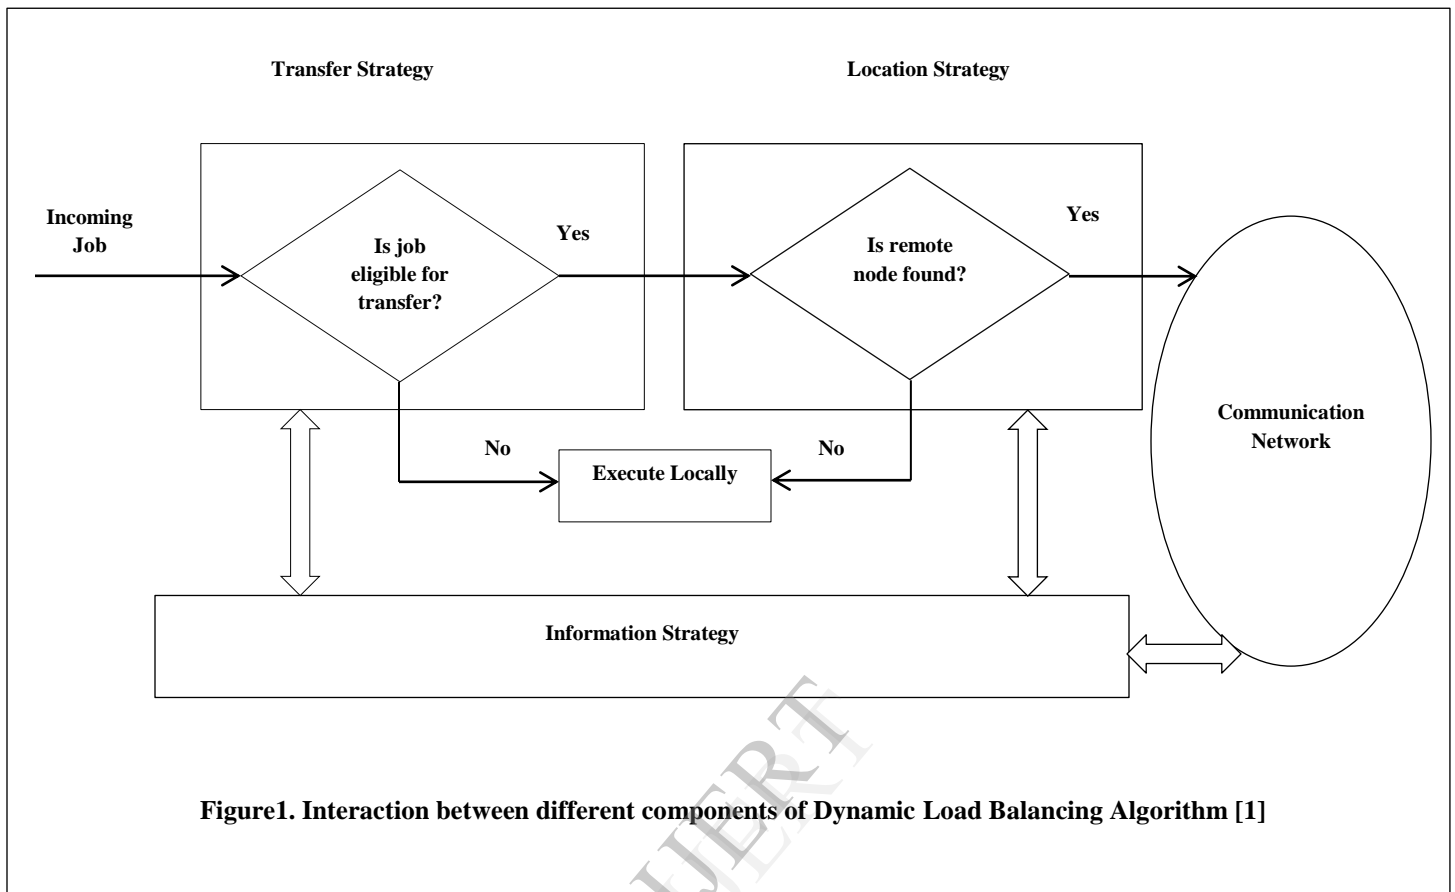 Transfer Strategy
Location Strategy
Incoming
Job
Is job
eligible for
transfer?
Yes
Is remote
node found?
Yes
Communication
Network
No
Execute Locally
No
Information Strategy
IJERT
Figure1. Interaction between different components of Dynamic Load Balancing Algorithm [1]